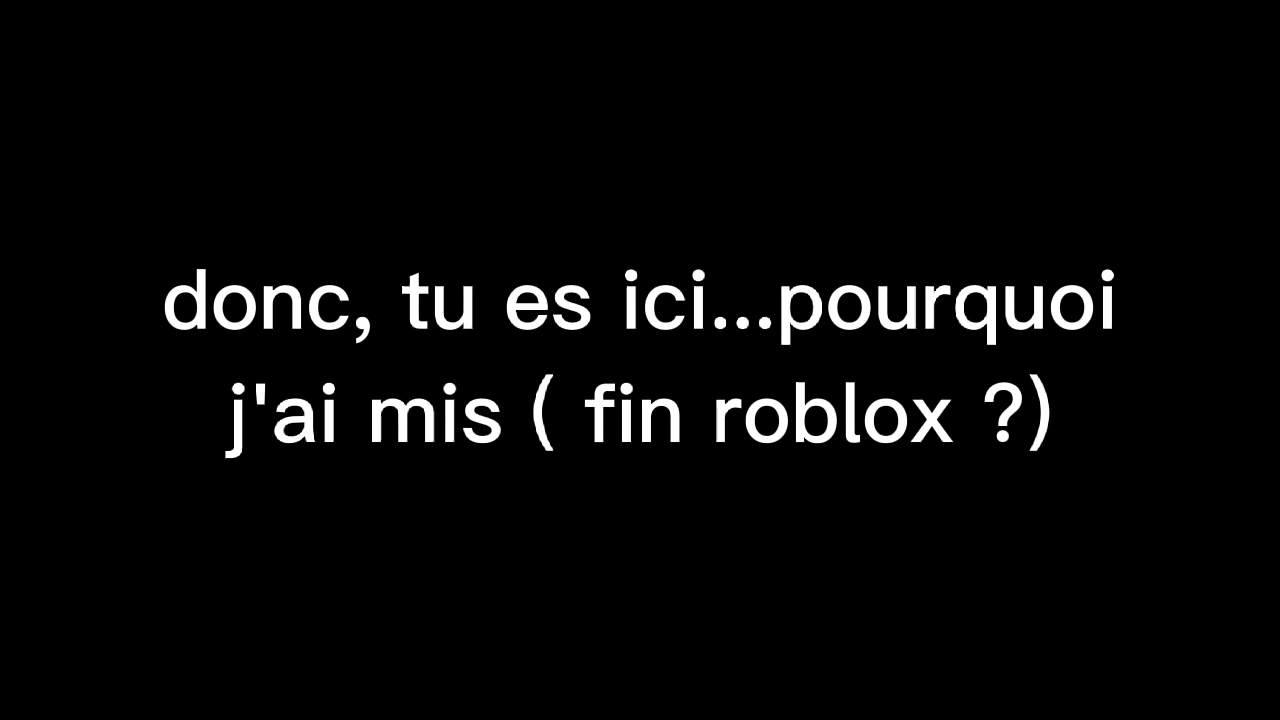 donc, tu es ici...pourquoi
j'ai mis ( fin roblox ?)